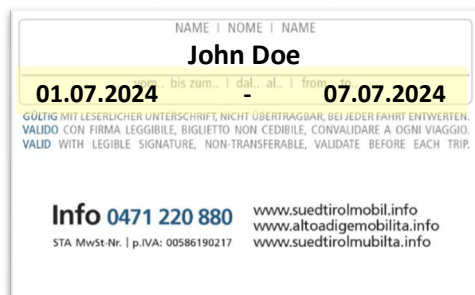 NAME | NOME | NAME
John Doe
vom.. bis zum.. | dal.. al.. | from.. to..
01.07.2024 - 07.07.2024
GÜLTIG MIT LESERLICHER UNTERSCHRIFT, NICHT ÜBERTRAGBAR, BEI JEDER FAHRT ENTWERTEN.
VALIDO CON FIRMA LEGGIBILE, BIGLIETTO NON CEDIBILE, CONVALIDARE A OGNI VIAGGIO.
VALID WITH LEGIBLE SIGNATURE, NON-TRANSFERABLE, VALIDATE BEFORE EACH TRIP.
Info 0471 220 880
STA MwSt-Nr. | p.IVA: 00586190217
www.suedtirolmobil.info
www.altoadigemobilita.info
www.suedtirolmubilta.info